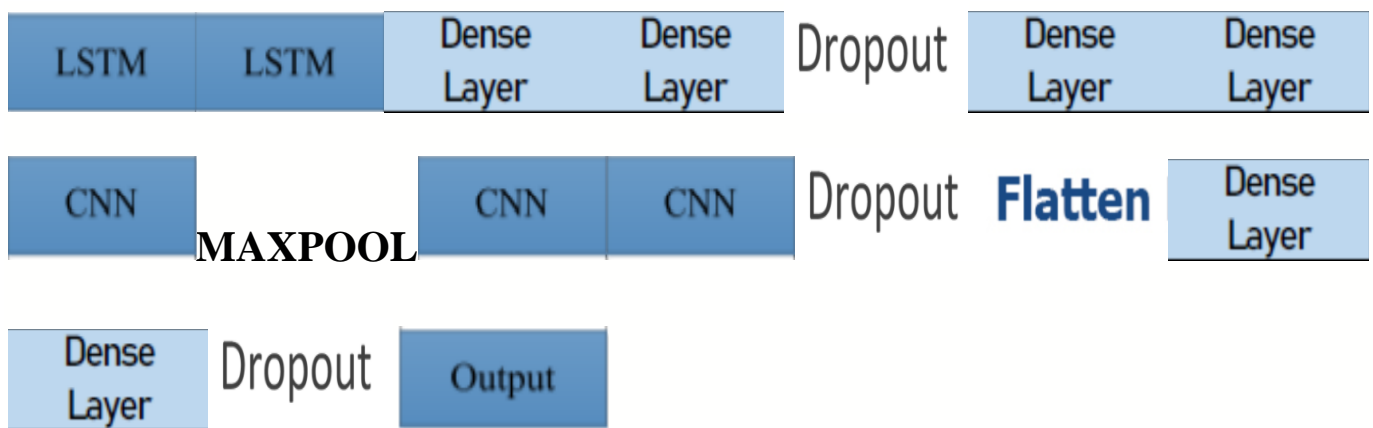 LSTM LSTM Dense Layer Dense Layer Dropout Dense Layer Dense Layer
CNN MAXPOOL CNN CNN Dropout Flatten Dense Layer
Dense Layer Dropout Output